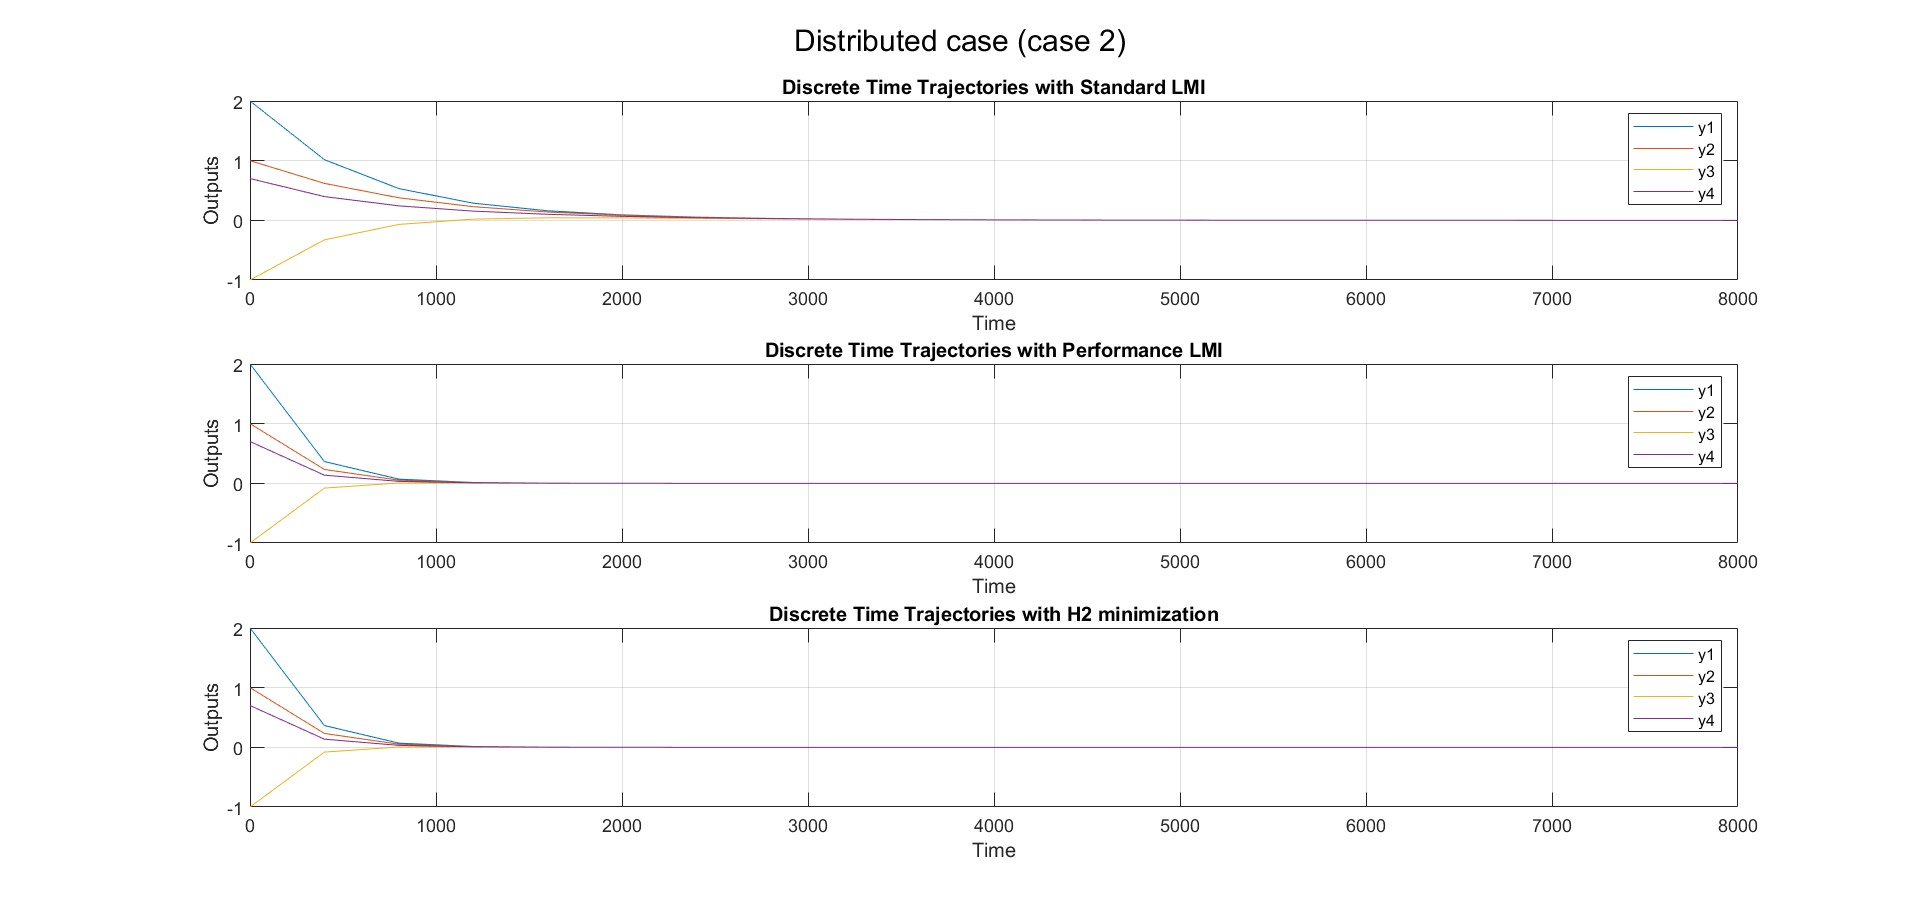 Distributed case (case 2)
Discrete Time Trajectories with Standard LMI
2
1
0
-1
Outputs
y1
y2
y3
y4
0 1000 2000 3000 4000 5000 6000 7000 8000
Time
Discrete Time Trajectories with Performance LMI
2
1
0
-1
Outputs
y1
y2
y3
y4
0 1000 2000 3000 4000 5000 6000 7000 8000
Time
Discrete Time Trajectories with H2 minimization
2
1
0
-1
Outputs
y1
y2
y3
y4
0 1000 2000 3000 4000 5000 6000 7000 8000
Time